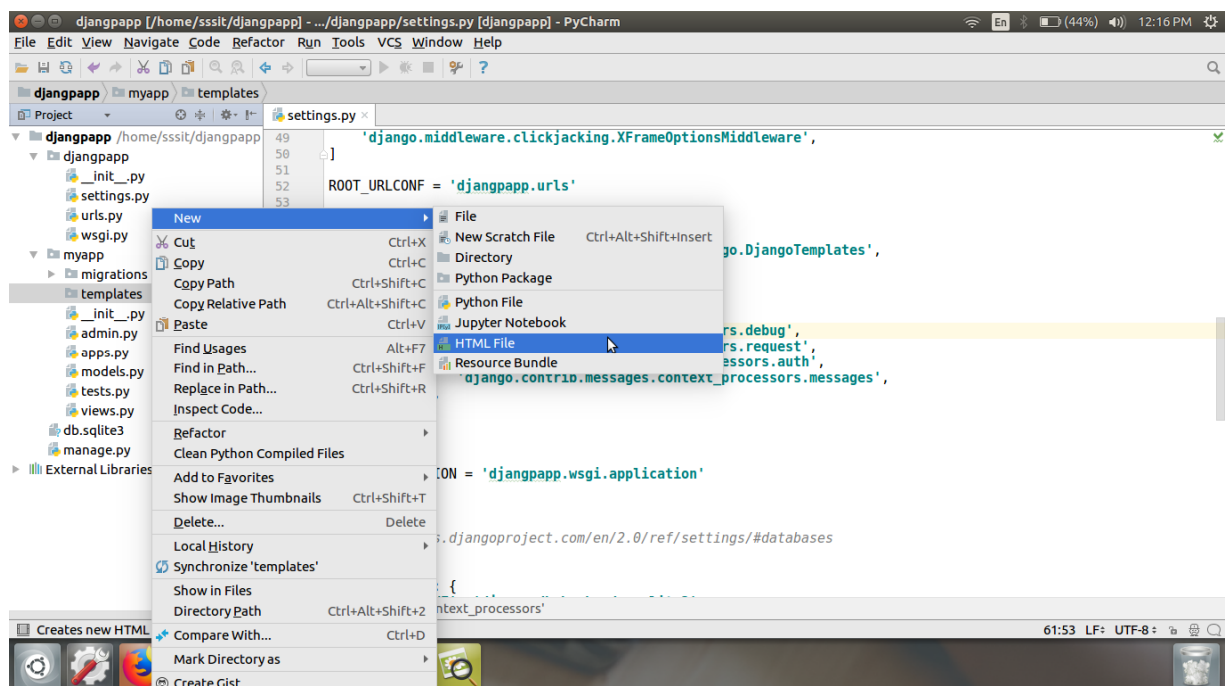 djangpapp [/home/sssit/djangpapp] - .../djangpapp/settings.py [djangpapp] - PyCharm
En (44%) 12:16 PM
File Edit View Navigate Code Refactor Run Tools VCS Window Help
djangpapp myapp templates
Project
settings.py
djangpapp /home/sssit/djangpapp
djangpapp
__init__.py
settings.py
urls.py
wsgi.py
myapp
migrations
templates
__init__.py
admin.py
apps.py
models.py
tests.py
views.py
db.sqlite3
manage.py
External Libraries
49 'django.middleware.clickjacking.XFrameOptionsMiddleware',
50 ]
51
52 ROOT_URLCONF = 'djangpapp.urls'
53
go.DjangoTemplates',
rs.debug',
rs.request',
essors.auth',
'django.contrib.messages.context_processors.messages',
ION = 'djangpapp.wsgi.application'
s.djangoproject.com/en/2.0/ref/settings/#databases
: {
ntext_processors'
New
Cut Ctrl+X
Copy Ctrl+C
Copy Path Ctrl+Shift+C
Copy Relative Path Ctrl+Alt+Shift+C
Paste Ctrl+V
Find Usages Alt+F7
Find in Path... Ctrl+Shift+F
Replace in Path... Ctrl+Shift+R
Inspect Code...
Refactor
Clean Python Compiled Files
Add to Favorites
Show Image Thumbnails Ctrl+Shift+T
Delete... Delete
Local History
Synchronize 'templates'
Show in Files
Directory Path Ctrl+Alt+Shift+2
Compare With... Ctrl+D
Mark Directory as
Create Gist
File
New Scratch File Ctrl+Alt+Shift+Insert
Directory
Python Package
Python File
Jupyter Notebook
HTML File
Resource Bundle
Creates new HTML
61:53 LF UTF-8